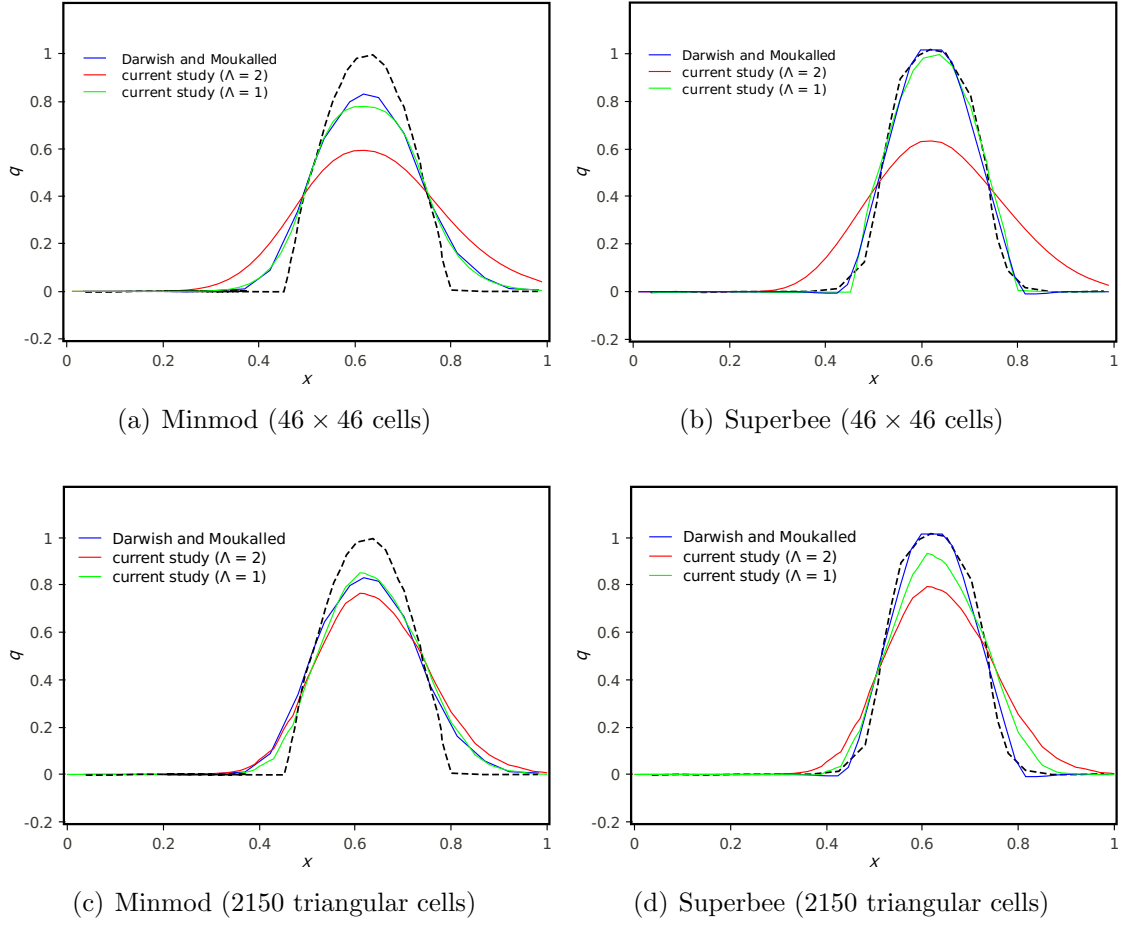 Darwish and Moukalled
current study (Λ = 2)
current study (Λ = 1)
q
1
0.8
0.6
0.4
0.2
0
-0.2
0 0.2 0.4 0.6 0.8 1
x
(a) Minmod (46 × 46 cells)
Darwish and Moukalled
current study (Λ = 2)
current study (Λ = 1)
q
1
0.8
0.6
0.4
0.2
0
-0.2
0 0.2 0.4 0.6 0.8 1
x
(b) Superbee (46 × 46 cells)
Darwish and Moukalled
current study (Λ = 2)
current study (Λ = 1)
q
1
0.8
0.6
0.4
0.2
0
-0.2
0 0.2 0.4 0.6 0.8 1
x
(c) Minmod (2150 triangular cells)
Darwish and Moukalled
current study (Λ = 2)
current study (Λ = 1)
q
1
0.8
0.6
0.4
0.2
0
-0.2
0 0.2 0.4 0.6 0.8 1
x
(d) Superbee (2150 triangular cells)